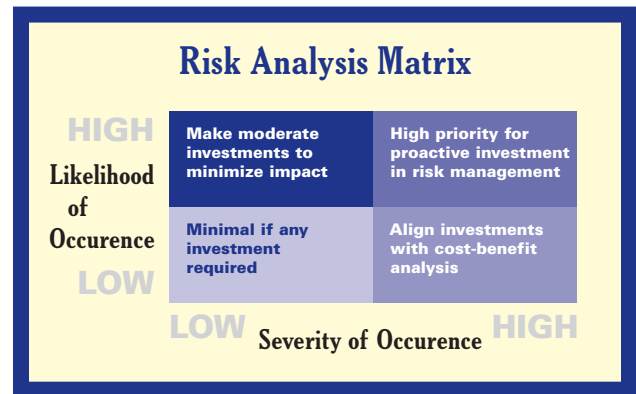 Risk Analysis Matrix
HIGH
Likelihood
of
Occurence
LOW
Make moderate
investments to
minimize impact
High priority for
proactive investment
in risk management
Minimal if any
investment
required
Align investments
with cost-benefit
analysis
LOW
Severity of Occurence
HIGH